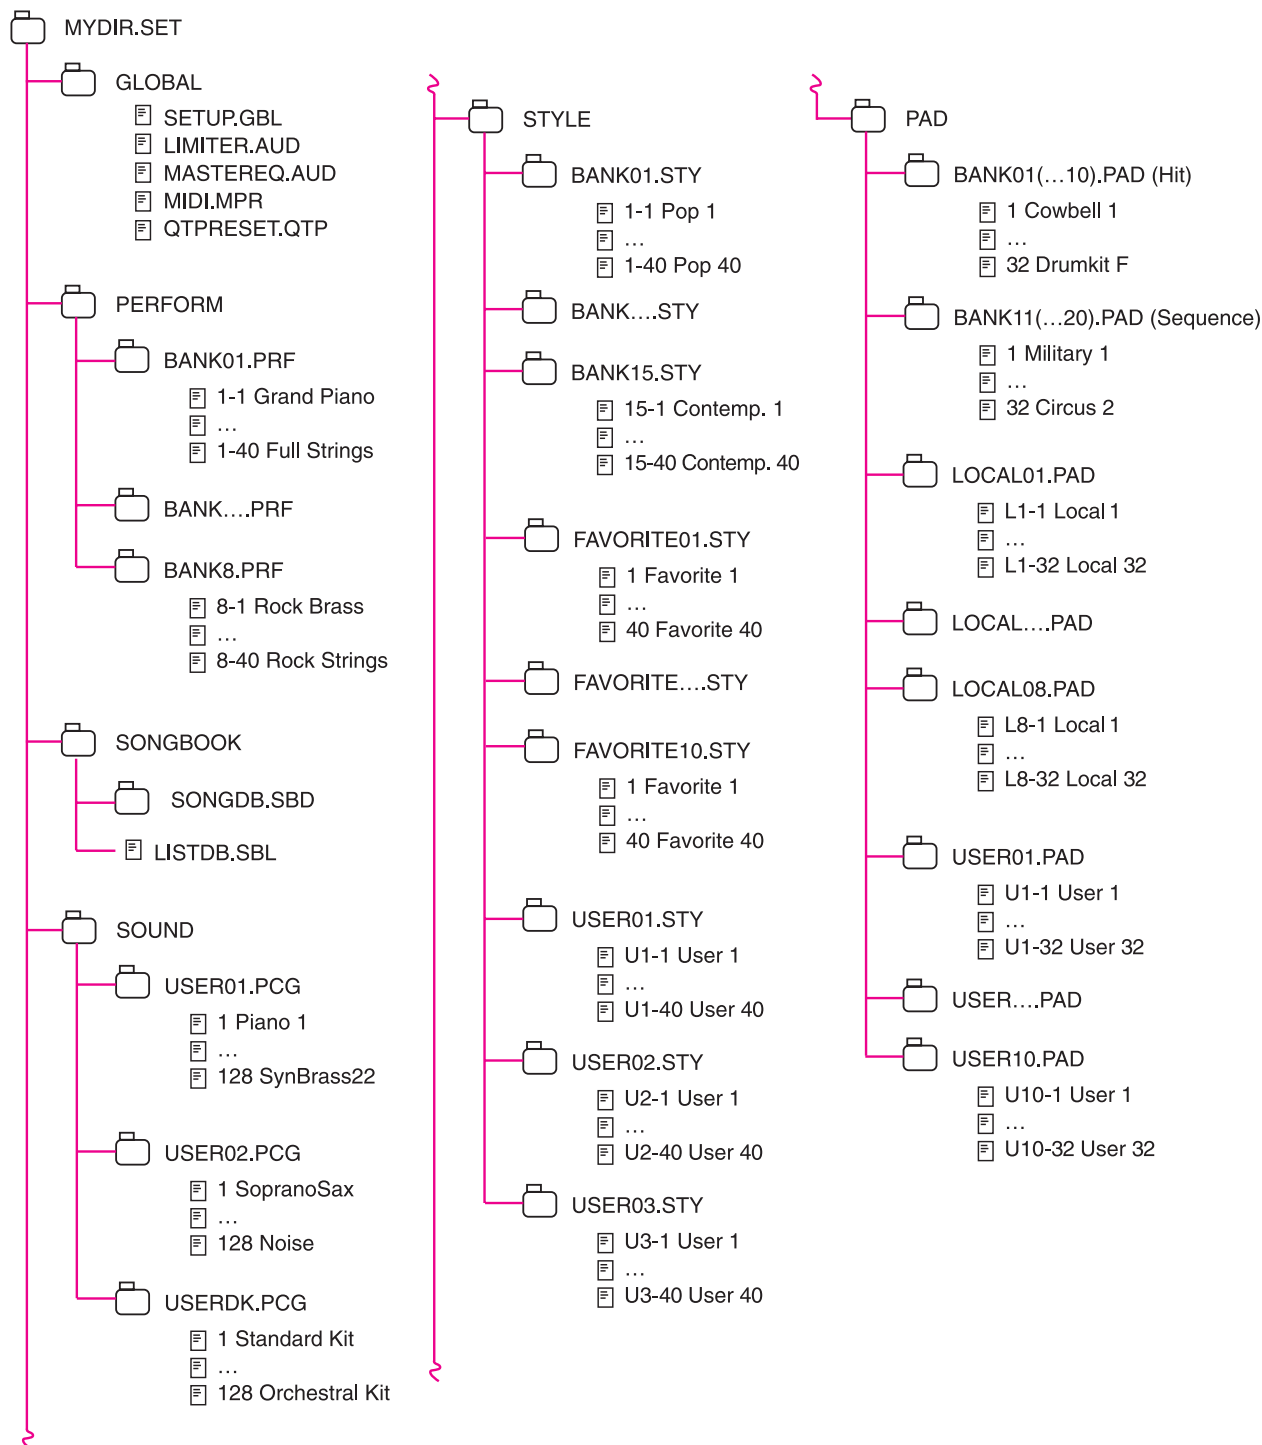 MYDIR.SET
GLOBAL
SETUP.GBL
LIMITER.AUD
MASTEREQ.AUD
MIDI.MPR
QTPRESET.QTP
PERFORM
BANK01.PRF
1-1 Grand Piano
…
1-40 Full Strings
BANK….PRF
BANK8.PRF
8-1 Rock Brass
…
8-40 Rock Strings
SONGBOOK
SONGDB.SBD
LISTDB.SBL
SOUND
USER01.PCG
1 Piano 1
…
128 SynBrass22
USER02.PCG
1 SopranoSax
…
128 Noise
USERDK.PCG
1 Standard Kit
…
128 Orchestral Kit
STYLE
BANK01.STY
1-1 Pop 1
…
1-40 Pop 40
BANK….STY
BANK15.STY
15-1 Contemp. 1
…
15-40 Contemp. 40
FAVORITE01.STY
1 Favorite 1
…
40 Favorite 40
FAVORITE….STY
FAVORITE10.STY
1 Favorite 1
…
40 Favorite 40
USER01.STY
U1-1 User 1
…
U1-40 User 40
USER02.STY
U2-1 User 1
…
U2-40 User 40
USER03.STY
U3-1 User 1
…
U3-40 User 40
PAD
BANK01(…10).PAD (Hit)
1 Cowbell 1
…
32 Drumkit F
BANK11(…20).PAD (Sequence)
1 Military 1
…
32 Circus 2
LOCAL01.PAD
L1-1 Local 1
…
L1-32 Local 32
LOCAL….PAD
LOCAL08.PAD
L8-1 Local 1
…
L8-32 Local 32
USER01.PAD
U1-1 User 1
…
U1-32 User 32
USER….PAD
USER10.PAD
U10-1 User 1
…
U10-32 User 32